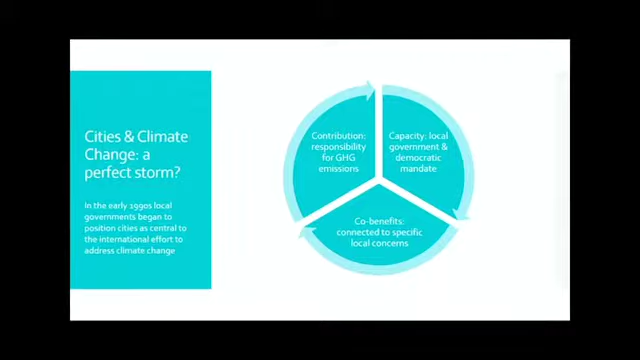 Cities & Climate
Change: a
perfect storm?
In the early 1990s local
governments began to
position cities as central to
the international effort to
address climate change
Contribution:
responsibility
for GHG
emissions
Capacity: local
government &
democratic
mandate
Co-benefits:
connected to specific
local concerns